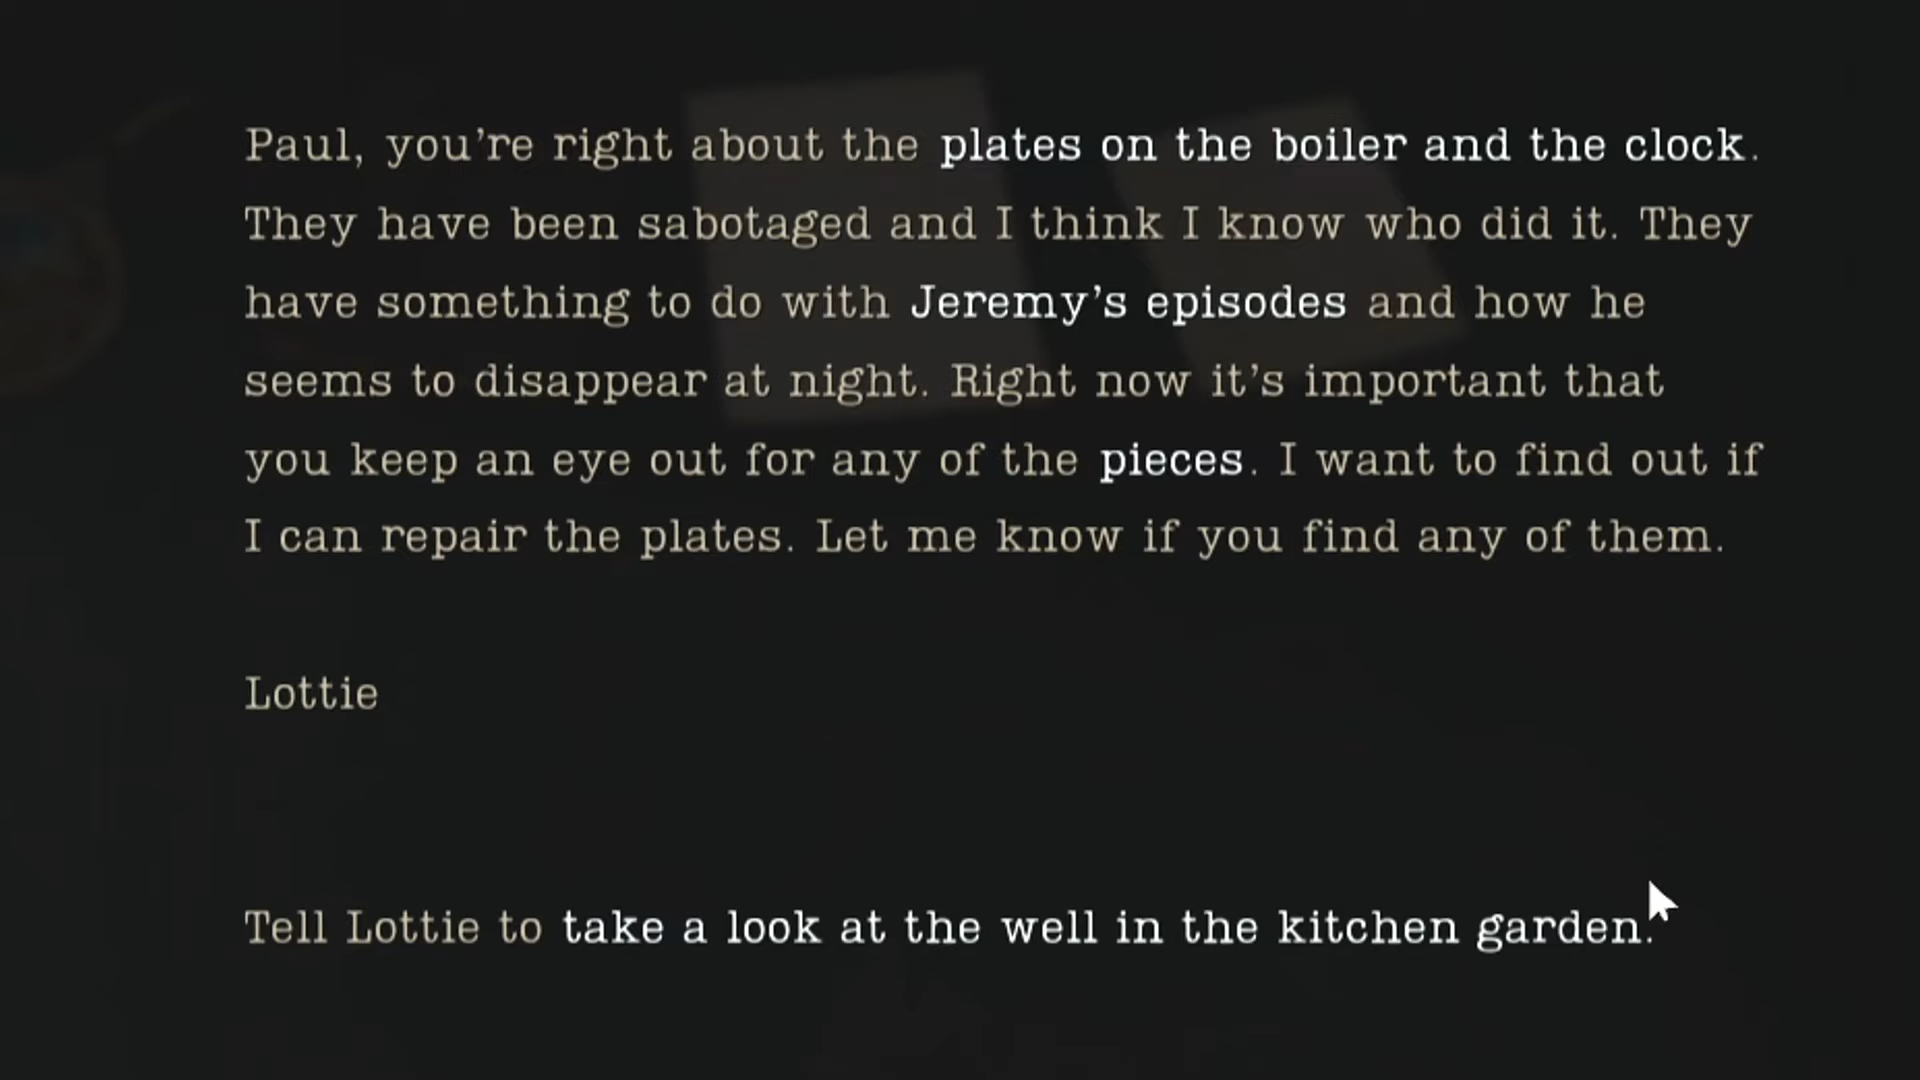 Paul, you're right about the plates on the boiler and the clock.
They have been sabotaged and I think I know who did it. They
have something to do with Jeremy's episodes and how he
seems to disappear at night. Right now it's important that
you keep an eye out for any of the pieces. I want to find out if
I can repair the plates. Let me know if you find any of them.
Lottie
Tell Lottie to take a look at the well in the kitchen garden.